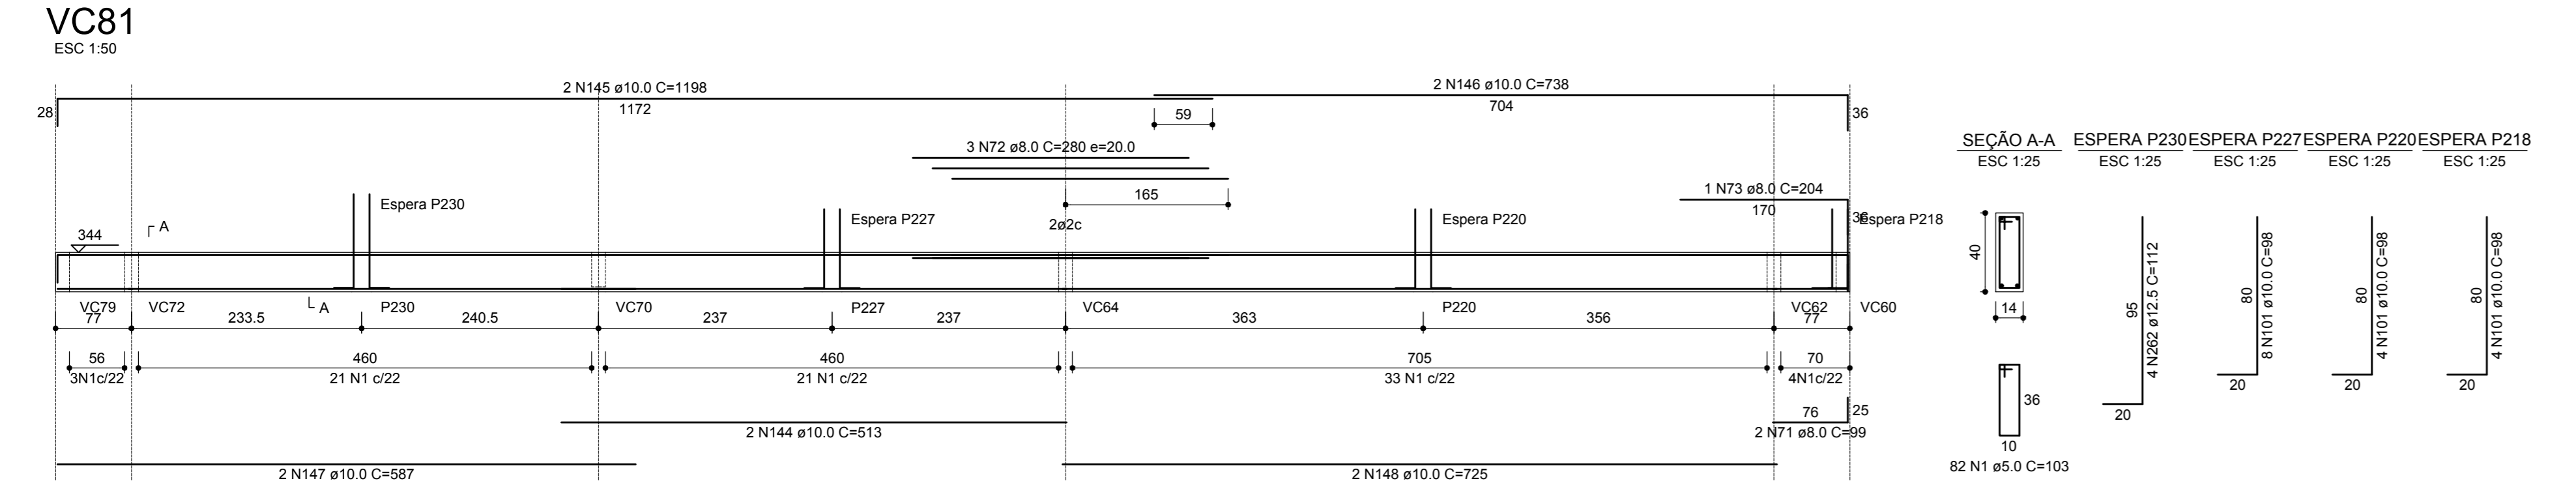 VC81
ESC 1:50
2 N145 ø10.0 C=1198
1172
28
2 N146 ø10.0 C=738
704
36
59
3 N72 ø8.0 C=280 e=20.0
165
2ø2c
1 N73 ø8.0 C=204
170
36
Espera P230
Espera P227
Espera P220
Espera P218
344
A
A
VC79
VC72
P230
VC70
P227
VC64
P220
VC62
VC60
77
233.5
240.5
237
237
363
356
77
56
460
460
705
70
3N1c/22
21 N1 c/22
21 N1 c/22
33 N1 c/22
4N1c/22
2 N144 ø10.0 C=513
76
25
2 N71 ø8.0 C=99
2 N147 ø10.0 C=587
2 N148 ø10.0 C=725
SEÇÃO A-A
ESC 1:25
40
14
36
10
82 N1 ø5.0 C=103
ESPERA P230
ESC 1:25
95
4 N262 ø12.5 C=112
20
ESPERA P227
ESC 1:25
80
8 N101 ø10.0 C=98
20
ESPERA P220
ESC 1:25
80
4 N101 ø10.0 C=98
20
ESPERA P218
ESC 1:25
80
4 N101 ø10.0 C=98
20